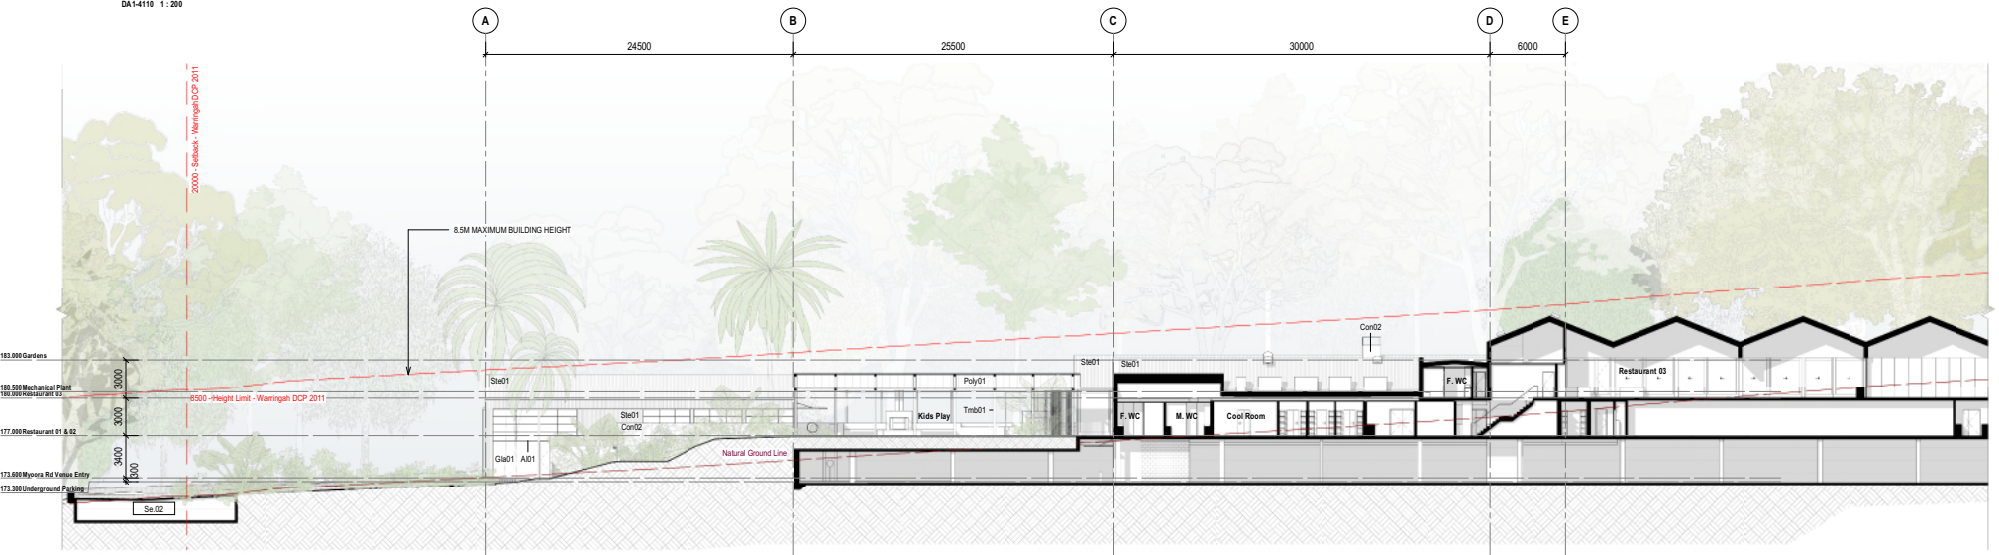 DA1-4110 1 : 200
A
B
C
D
E
24500
25500
30000
6000
20000 - Setback - Warringah DCP 2011
8.5M MAXIMUM BUILDING HEIGHT
Con02
183.000 Gardens
Ste01
Ste01
3000
Ste01
Poly01
F. WC
Restaurant 03
180.500 Mechanical Plant
180.000 Restaurant 03
8500 - Height Limit - Warringah DCP 2011
3000
Ste01
Con02
Kids Play
Tmb01
F. WC
M. WC
Cool Room
177.000 Restaurant 01 & 02
3400
300
Gla01
Al01
Natural Ground Line
173.600 Myoora Rd Venue Entry
173.300 Underground Parking
Se.02